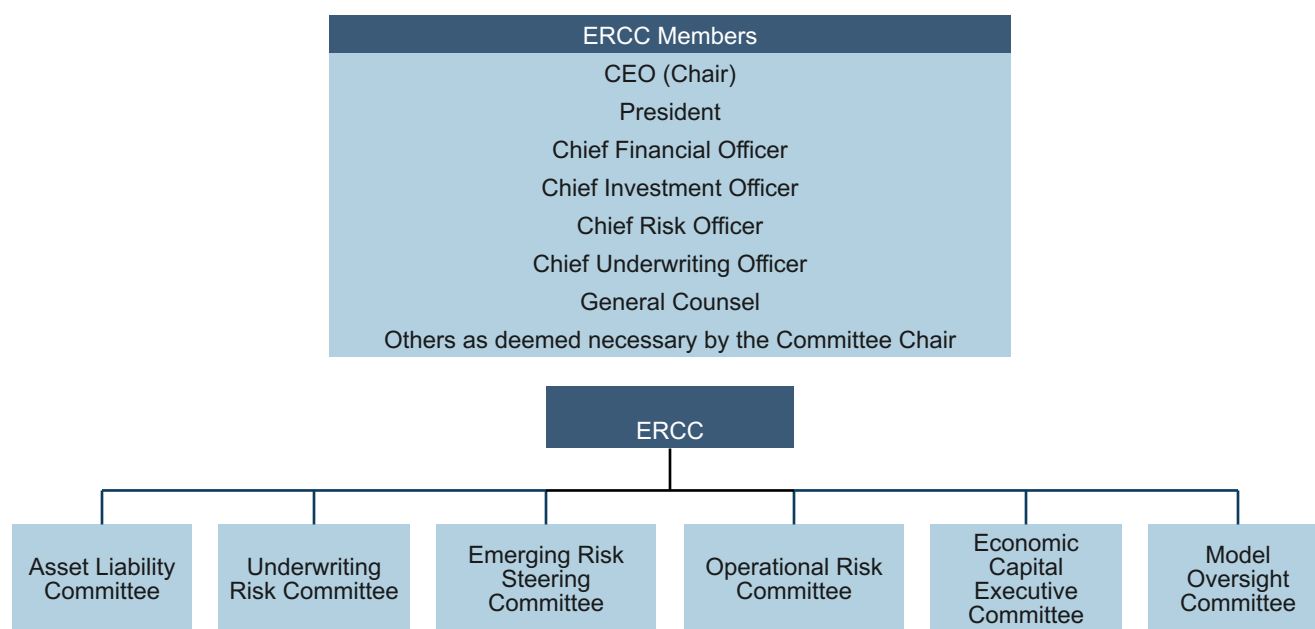 ERCC Members
CEO (Chair)
President
Chief Financial Officer
Chief Investment Officer
Chief Risk Officer
Chief Underwriting Officer
General Counsel
Others as deemed necessary by the Committee Chair
ERCC
Asset Liability
Committee
Underwriting
Risk Committee
Emerging Risk
Steering
Committee
Operational Risk
Committee
Economic
Capital
Executive
Committee
Model
Oversight
Committee